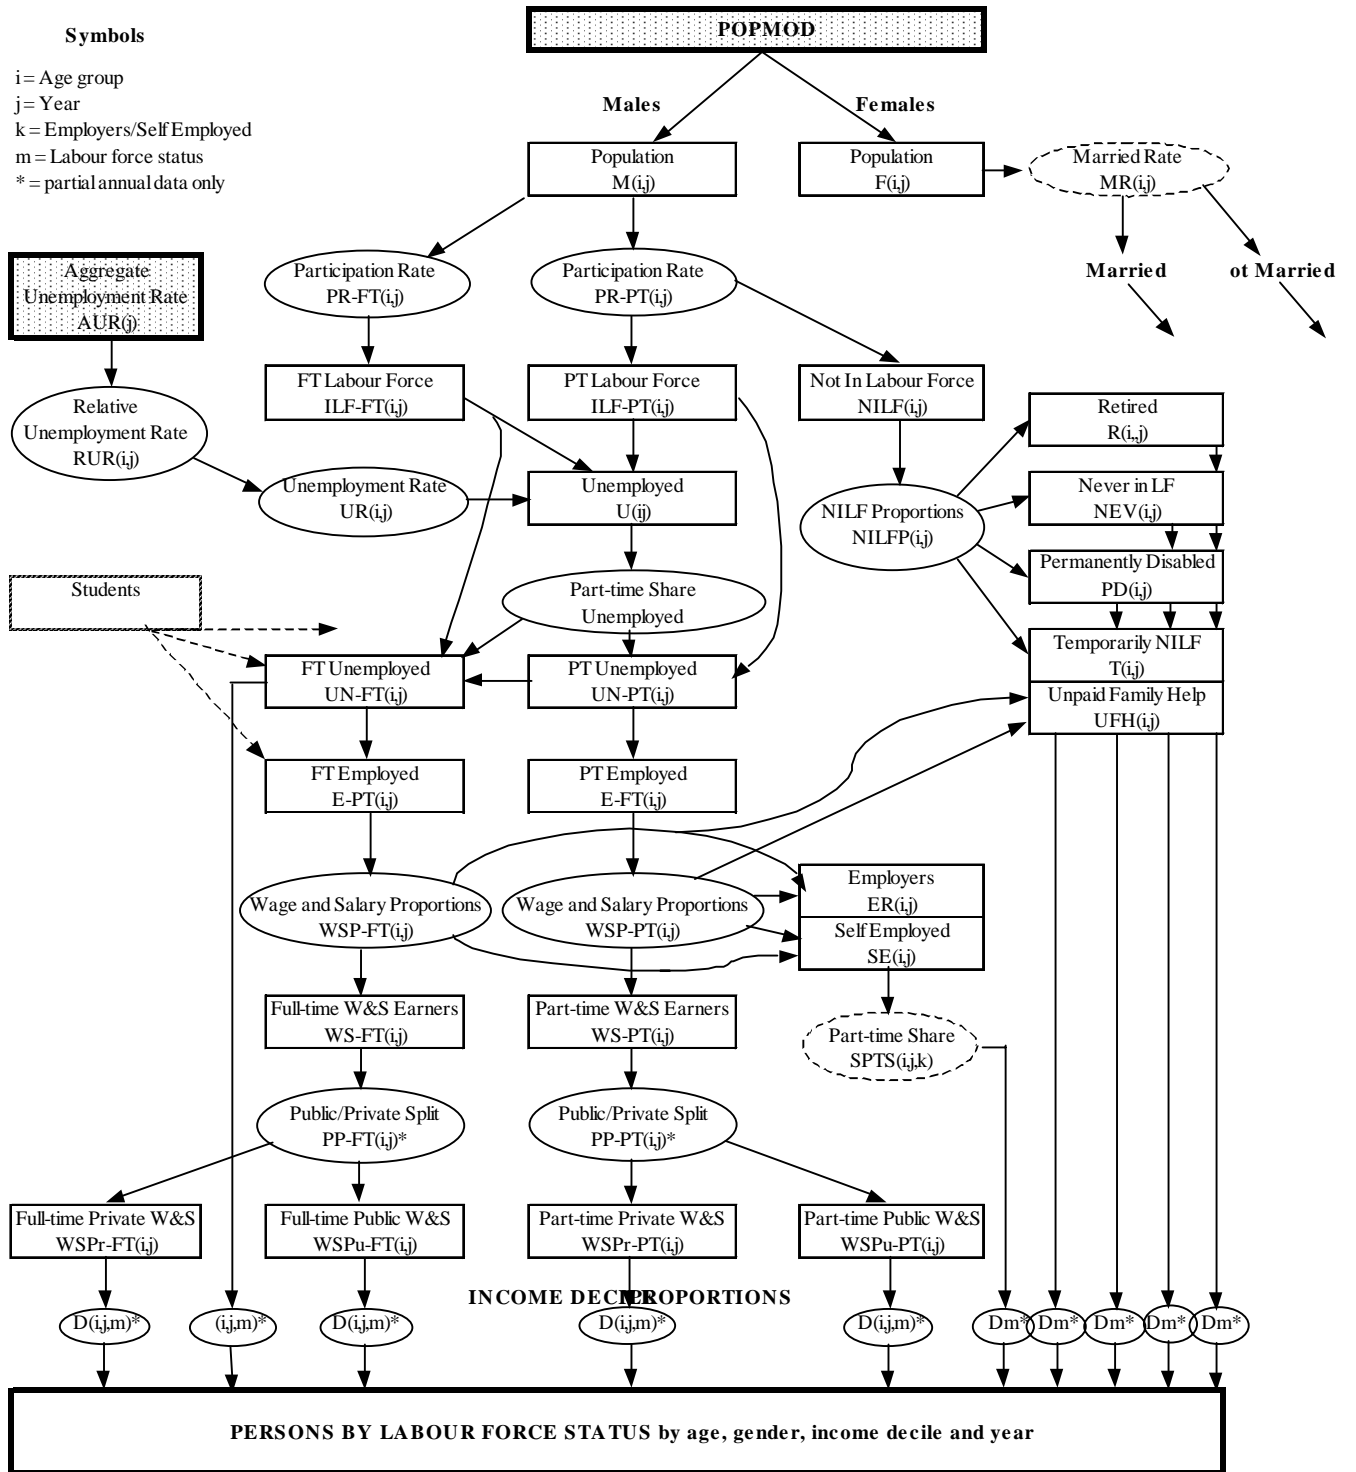 POPMOD
Symbols
i = Age group
j = Year
k = Employers/Self Employed
m = Labour force status
* = partial annual data only
Males
Females
Population
M(i,j)
Population
F(i,j)
Married Rate
MR(i,j)
Married
ot Married
Aggregate
Unemployment Rate
AUR(j)
Participation Rate
PR-FT(i,j)
Participation Rate
PR-PT(i,j)
FT Labour Force
ILF-FT(i,j)
PT Labour Force
ILF-PT(i,j)
Not In Labour Force
NILF(i,j)
Relative
Unemployment Rate
RUR(i,j)
Retired
R(i,,j)
Unemployment Rate
UR(i,j)
Unemployed
U(ij)
NILF Proportions
NILFP(i,j)
Never in LF
NEV(i,j)
Permanently Disabled
PD(i,j)
Students
Part-time Share
Unemployed
Temporarily NILF
T(i,j)
Unpaid Family Help
UFH(i,j)
FT Unemployed
UN-FT(i,j)
PT Unemployed
UN-PT(i,j)
FT Employed
E-PT(i,j)
PT Employed
E-FT(i,j)
Wage and Salary Proportions
WSP-FT(i,j)
Wage and Salary Proportions
WSP-PT(i,j)
Employers
ER(i,j)
Self Employed
SE(i,j)
Full-time W&S Earners
WS-FT(i,j)
Part-time W&S Earners
WS-PT(i,j)
Part-time Share
SPTS(i,j,k)
Public/Private Split
PP-FT(i,j)*
Public/Private Split
PP-PT(i,j)*
Full-time Private W&S
WSPr-FT(i,j)
Full-time Public W&S
WSPu-FT(i,j)
Part-time Private W&S
WSPr-PT(i,j)
Part-time Public W&S
WSPu-PT(i,j)
INCOME PROPORTIONS
D(i,j,m)*
(i,j,m)*
D(i,j,m)*
D(i,j,m)*
D(i,j,m)*
Dm*
Dm*
Dm*
Dm*
Dm*
PERSONS BY LABOUR FORCE STATUS by age, gender, income decile and year